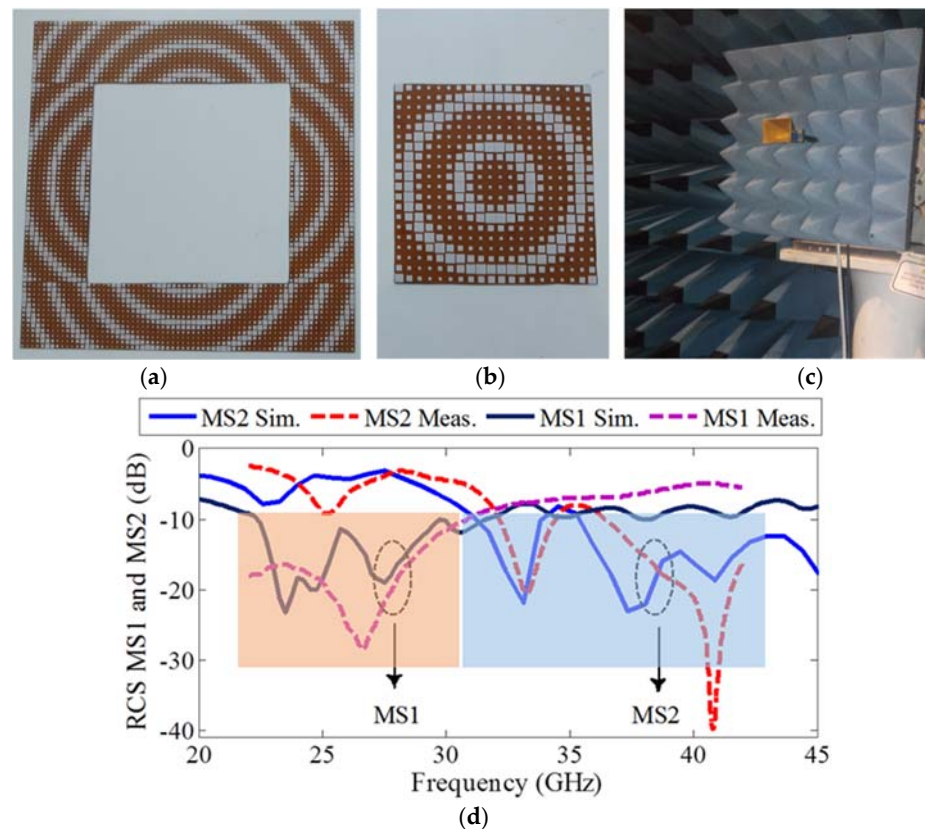 (a)
(b)
(c)
MS2 Sim. MS2 Meas. MS1 Sim. MS1 Meas.
RCS MS1 and MS2 (dB)
0
-10
-20
-30
-40
MS1
MS2
20 25 30 35 40 45
Frequency (GHz)
(d)